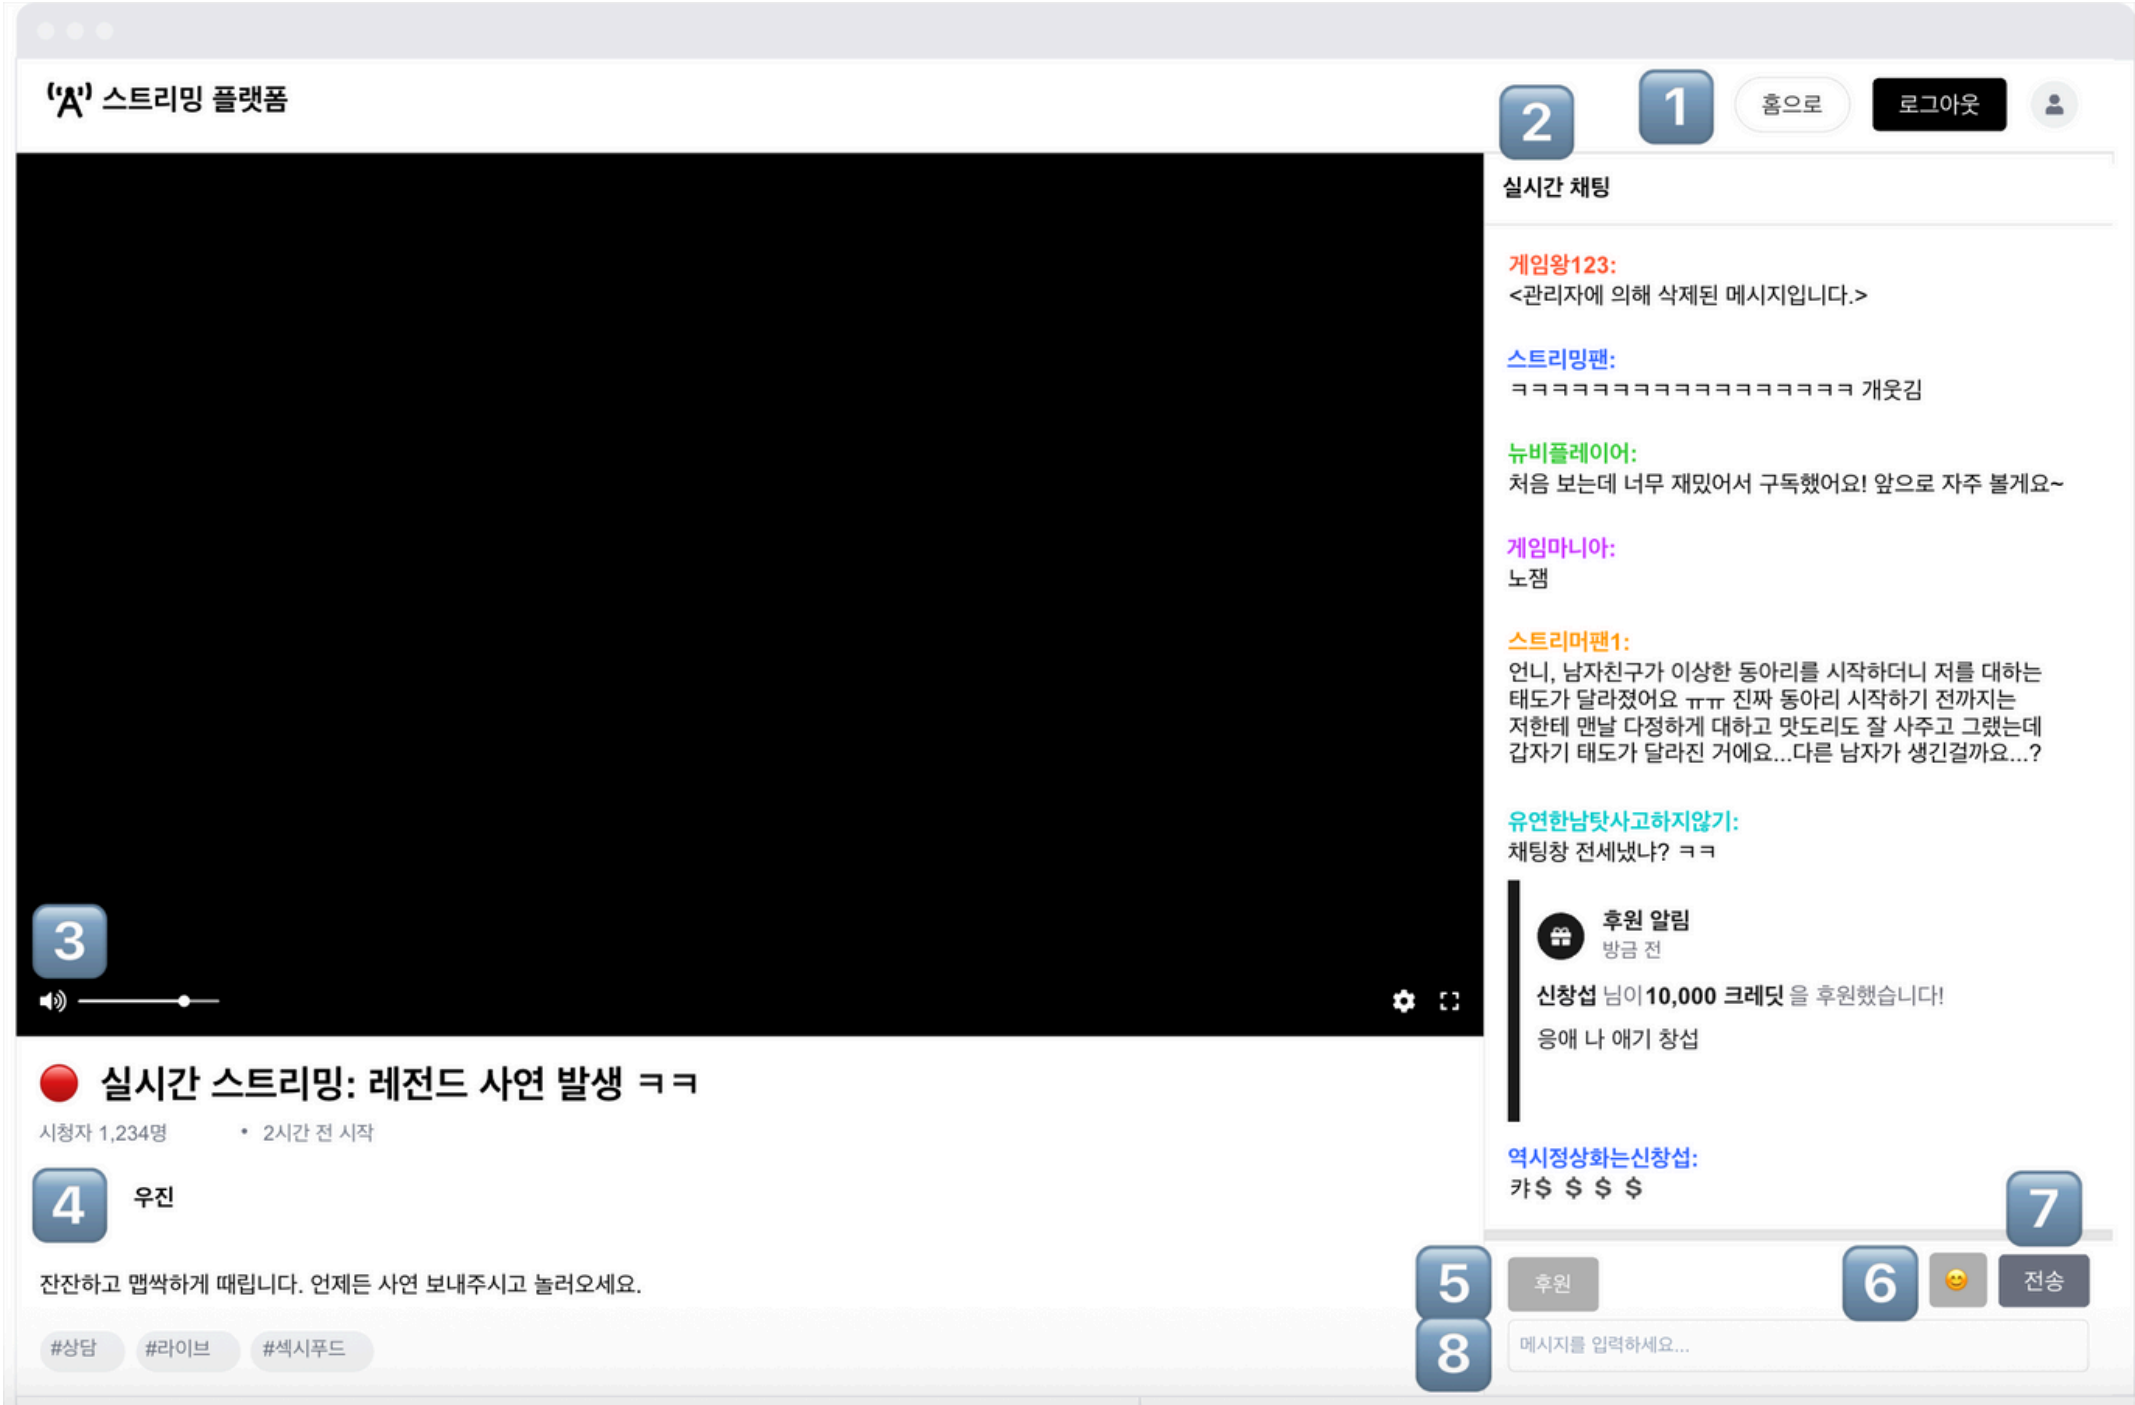 스트리밍 플랫폼
2
1
홈으로
로그아웃
실시간 채팅
게임왕123:
<관리자에 의해 삭제된 메시지입니다.>
스트리밍팬:
ㅋㅋㅋㅋㅋㅋㅋㅋㅋㅋㅋㅋㅋㅋㅋㅋㅋ 개웃김
뉴비플레이어:
처음 보는데 너무 재밌어서 구독했어요! 앞으로 자주 볼게요~
게임마니아:
노잼
스트리머팬1:
언니, 남자친구가 이상한 동아리를 시작하더니 저를 대하는
태도가 달라졌어요 ㅠㅠ 진짜 동아리 시작하기 전까지는
저한테 맨날 다정하게 대하고 맛도리도 잘 사주고 그랬는데
갑자기 태도가 달라진 거에요...다른 남자가 생긴걸까요...?
유연한남탓사고하지않기:
채팅창 전세냈냐? ㅋㅋ
후원 알림
방금 전
신창섭 님이10,000 크레딧 을 후원했습니다!
응애 나 애기 창섭
역시정상화는신창섭:
캬$ $ $ $
3
실시간 스트리밍: 레전드 사연 발생 ㅋㅋ
시청자 1,234명 • 2시간 전 시작
4
우진
잔잔하고 맵싹하게 때립니다. 언제든 사연 보내주시고 놀러오세요.
#상담 #라이브 #섹시푸드
7
5
후원
6
전송
8
메시지를 입력하세요...